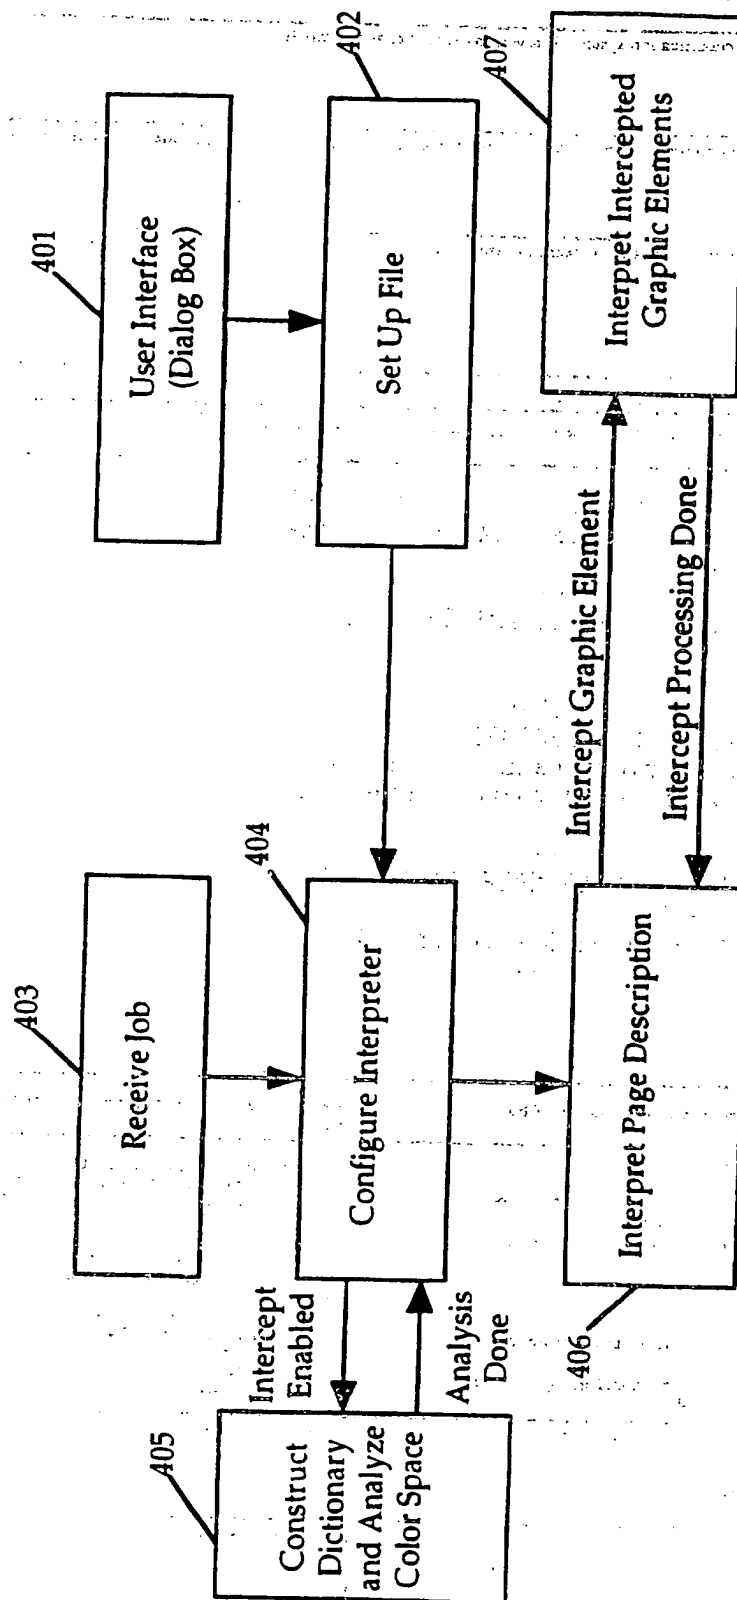 403
Receive Job
401
User Interface
(Dialog Box)
405
Construct
Dictionary
and Analyze
Color Space
Intercept
Enabled
Analysis
Done
404
Configure Interpreter
402
Set Up File
406
Interpret Page Description
Intercept Graphic Element
Intercept Processing Done
407
Interpret Intercepted
Graphic Elements